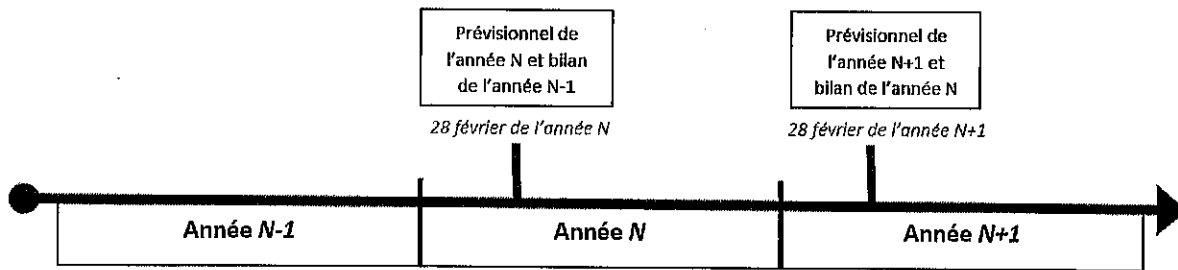 Prévisionnel de
l'année N et bilan
de l'année N-1
28 février de l'année N
Prévisionnel de
l'année N+1 et
bilan de l'année N
28 février de l'année N+1
Année N-1
Année N
Année N+1